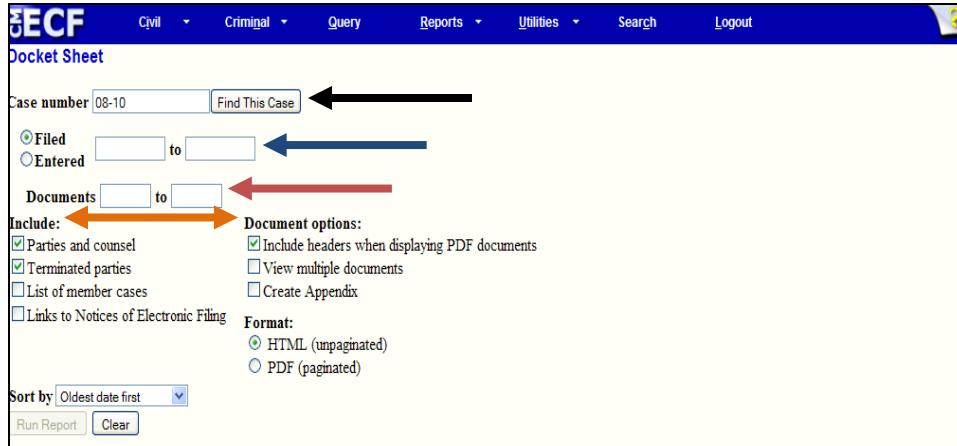 CM ECF Civil Criminal Query Reports Utilities Search Logout ?
Docket Sheet
Case number 08-10 Find This Case
Filed
Entered
to
Documents to
Include: Document options:
Parties and counsel Include headers when displaying PDF documents
Terminated parties View multiple documents
List of member cases Create Appendix
Links to Notices of Electronic Filing Format:
HTML (unpaginated)
PDF (paginated)
Sort by Oldest date first
Run Report Clear